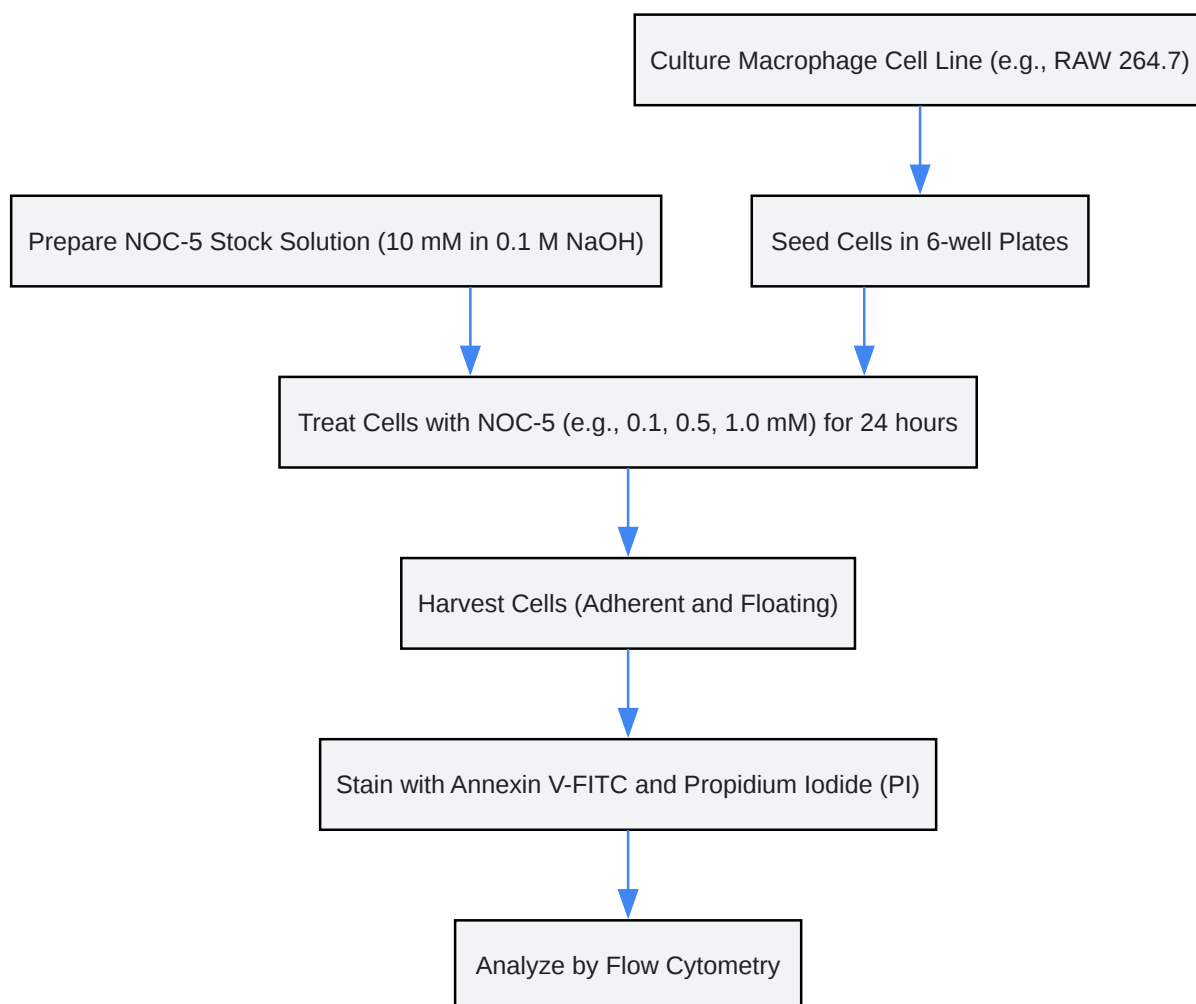 Culture Macrophage Cell Line (e.g., RAW 264.7)
Prepare NOC-5 Stock Solution (10 mM in 0.1 M NaOH)
Seed Cells in 6-well Plates
Treat Cells with NOC-5 (e.g., 0.1, 0.5, 1.0 mM) for 24 hours
Harvest Cells (Adherent and Floating)
Stain with Annexin V-FITC and Propidium Iodide (PI)
Analyze by Flow Cytometry